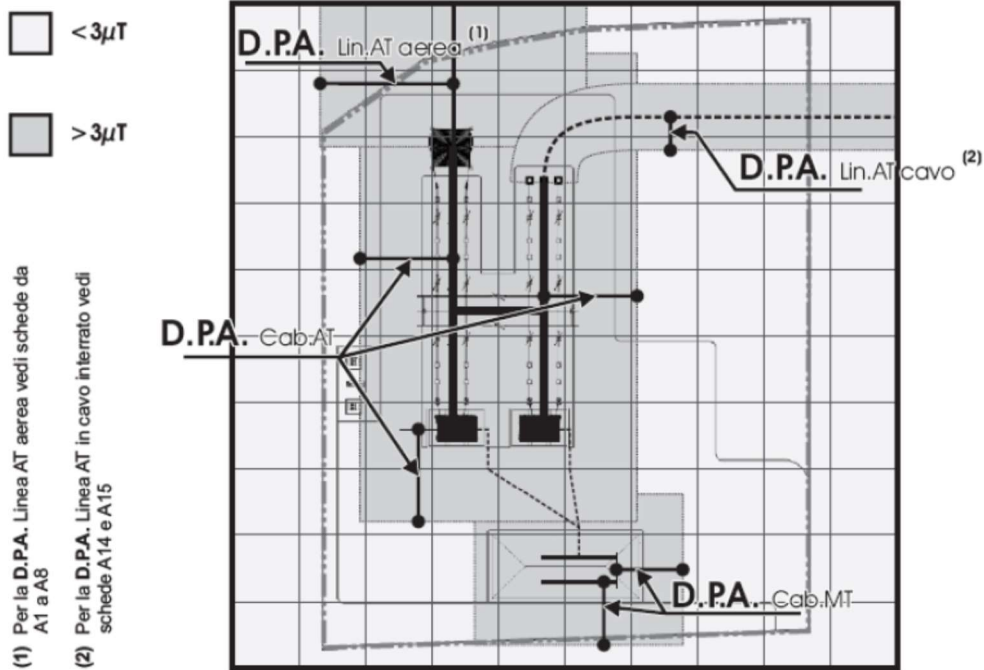 <3μT
>3μT
D.P.A. Lin.AT aerea (1)
D.P.A. Lin.AT cavo (2)
D.P.A. Cab.AT
D.P.A. Cab.MT
(1) Per la D.P.A. Linea AT aerea vedi schede da
A1 a A8
(2) Per la D.P.A. Linea AT in cavo interrato vedi
schede A14 e A15